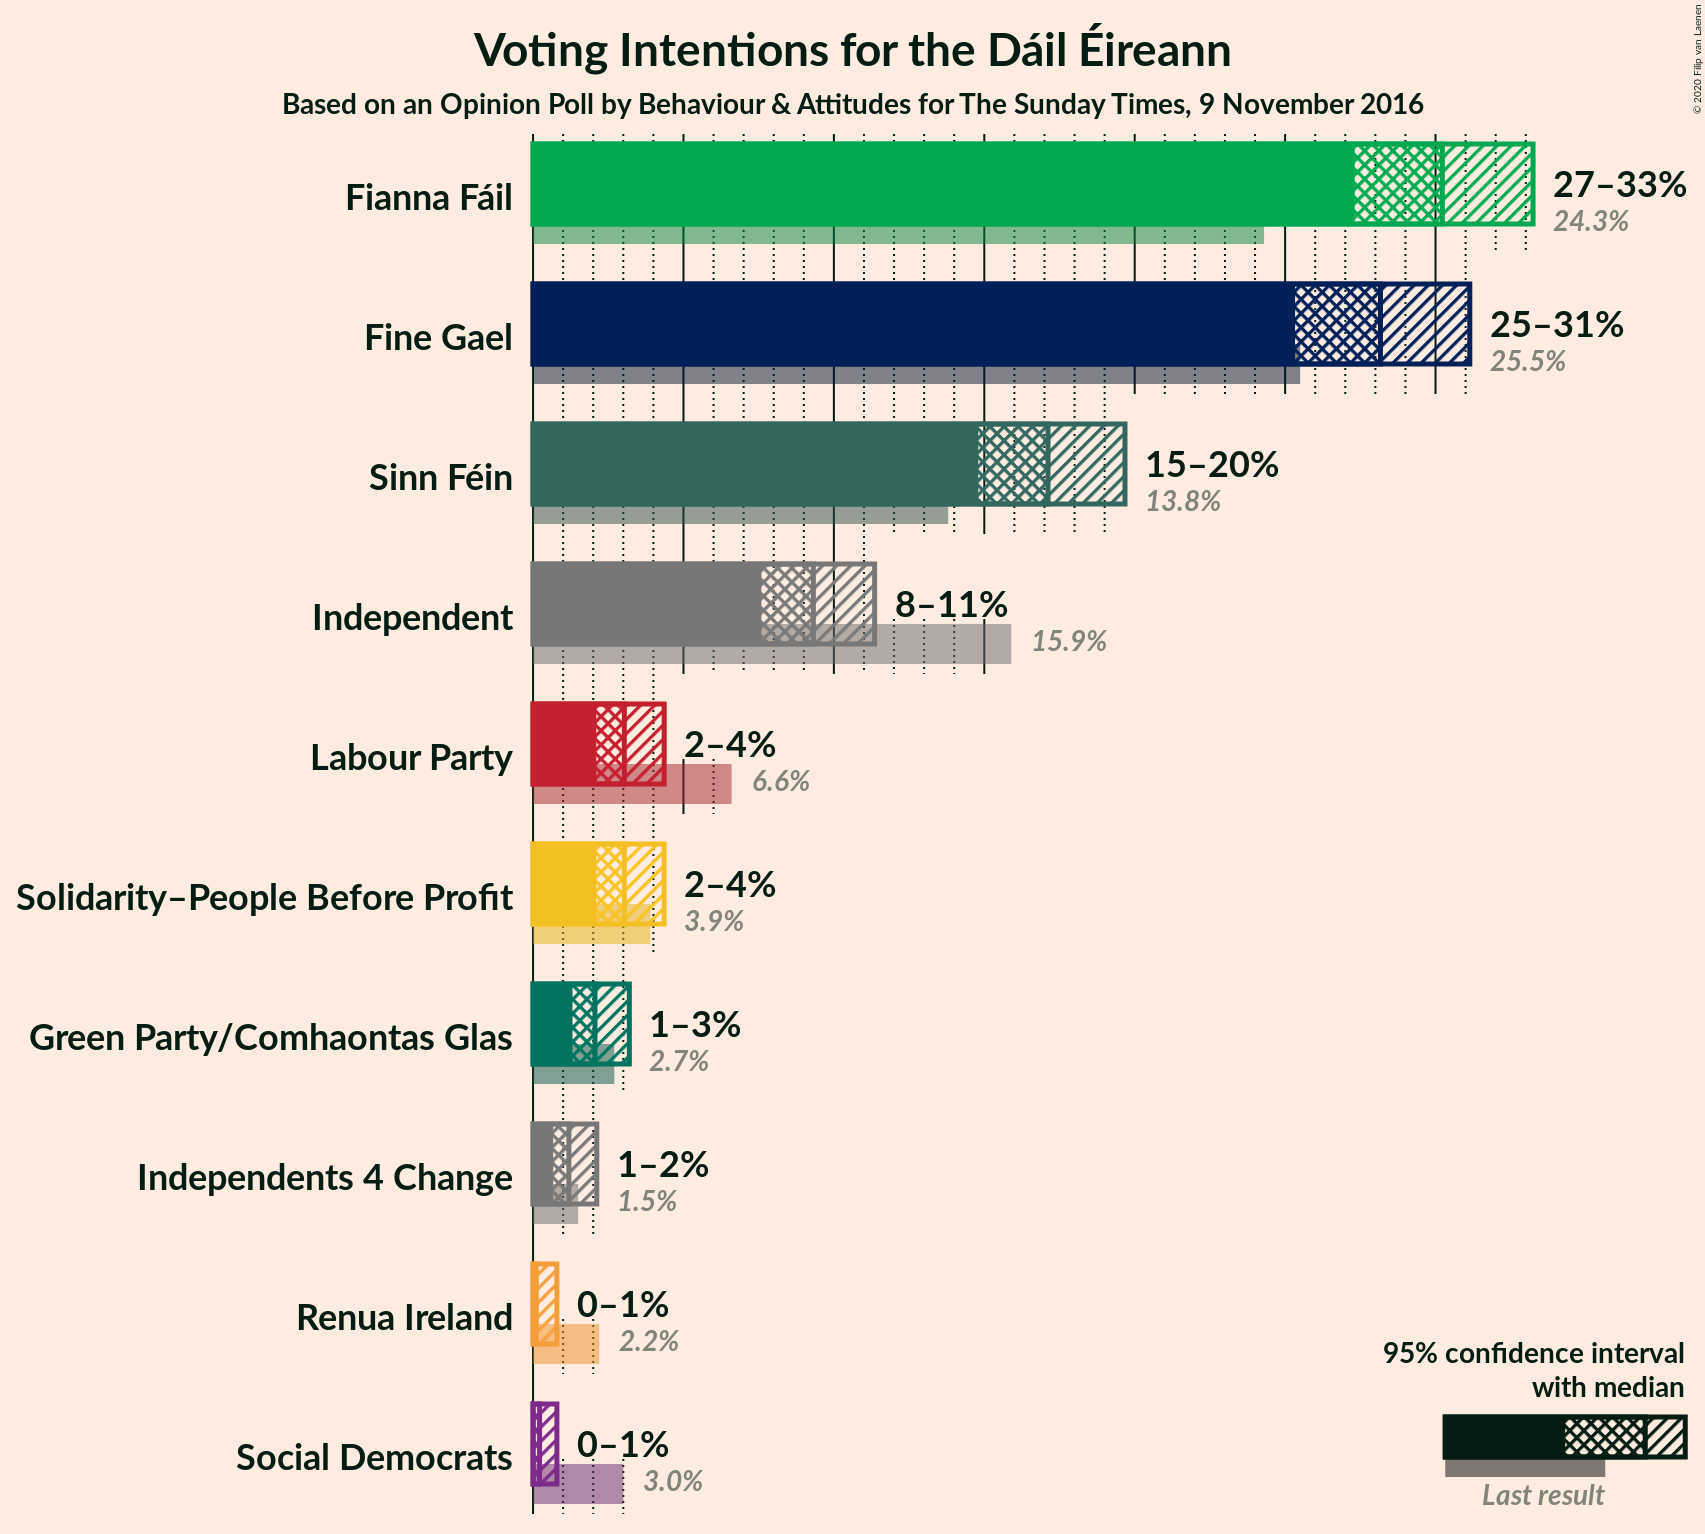 Voting Intentions for the Dáil Éireann
Based on an Opinion Poll by Behaviour & Attitudes for The Sunday Times, 9 November 2016
© 2020 Filip van Laenen
Fianna Fáil
27–33%
24.3%
Fine Gael
25–31%
25.5%
Sinn Féin
15–20%
13.8%
Independent
8–11%
15.9%
Labour Party
2–4%
6.6%
Solidarity–People Before Profit
2–4%
3.9%
Green Party/Comhaontas Glas
1–3%
2.7%
Independents 4 Change
1–2%
1.5%
Renua Ireland
0–1%
2.2%
Social Democrats
0–1%
3.0%
95% confidence interval
with median
Last result